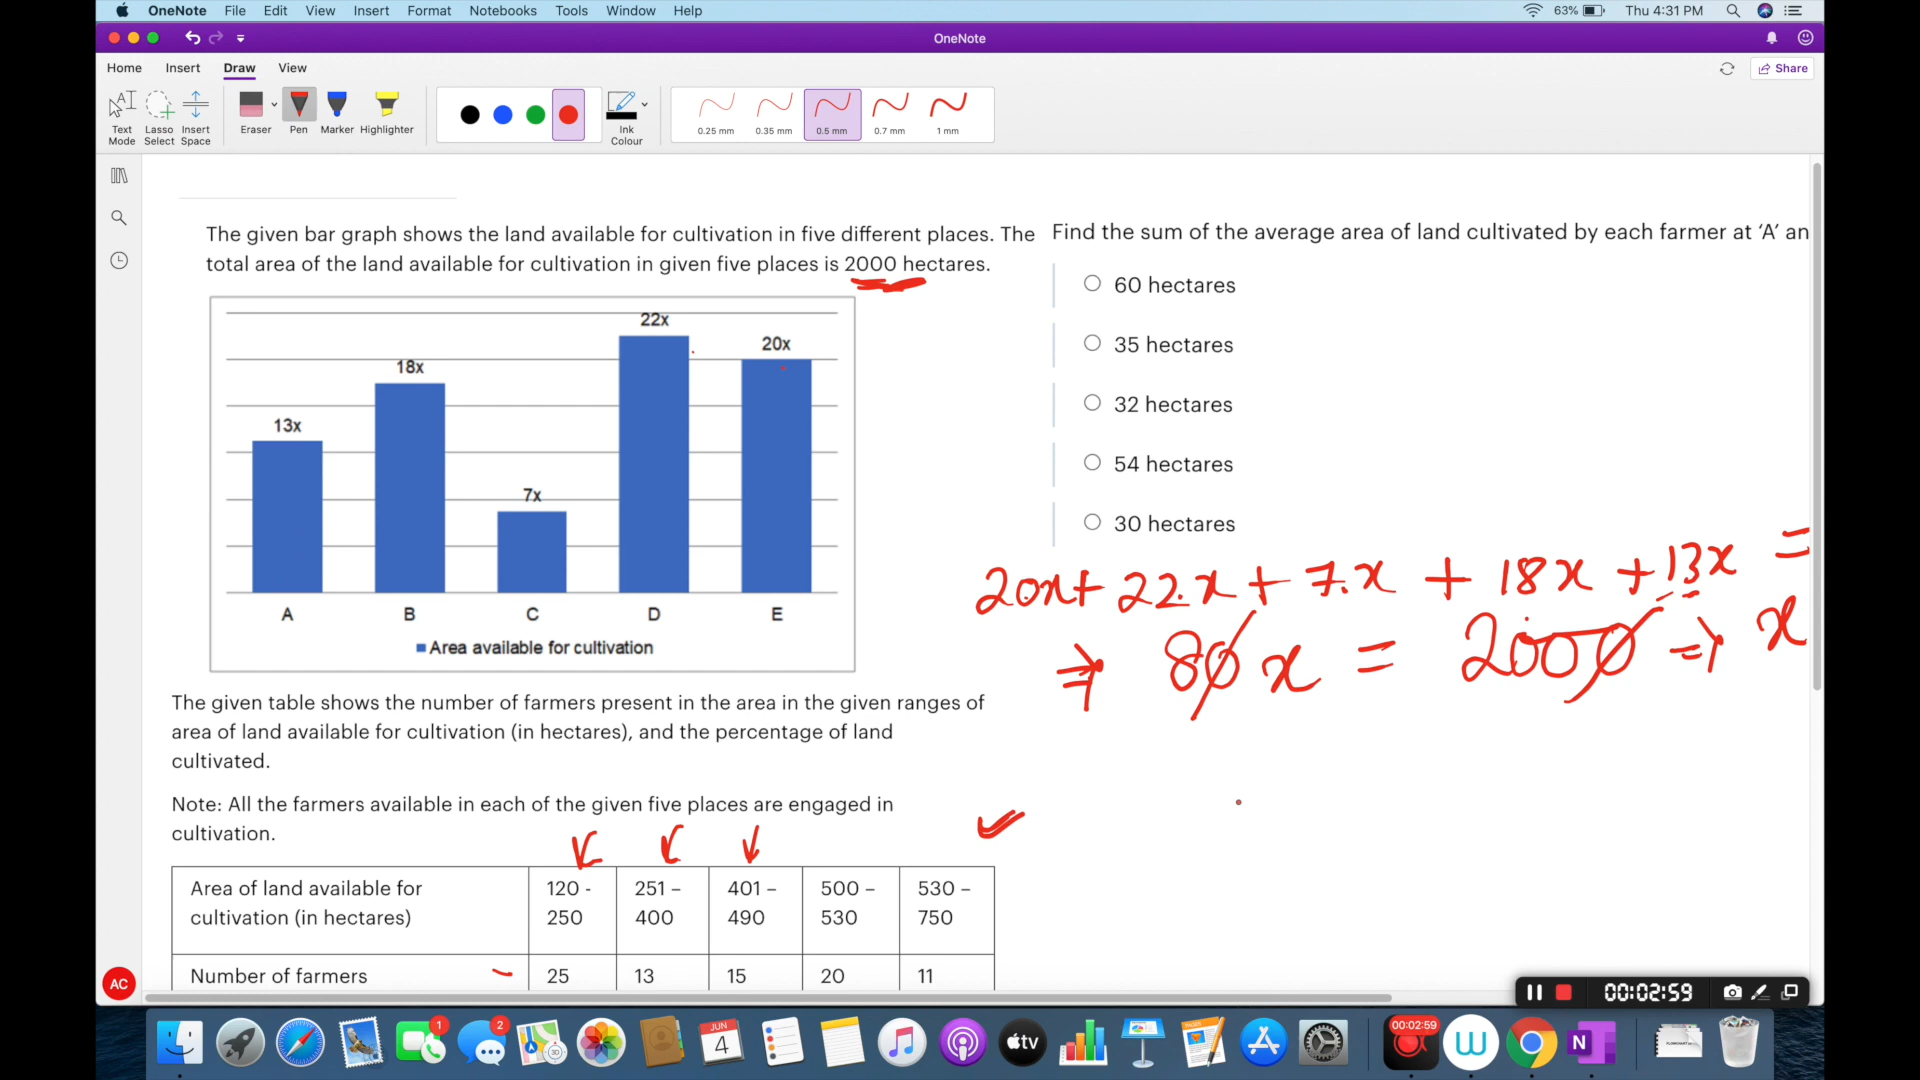 OneNote File Edit View Insert Format Notebooks Tools Window Help 63% Thu 4:31 PM
OneNote
Home Insert Draw View Share
Text Mode Lasso Select Insert Space Eraser Pen Marker Highlighter Ink Colour 0.25 mm 0.35 mm 0.5 mm 0.7 mm 1 mm
The given bar graph shows the land available for cultivation in five different places. The
total area of the land available for cultivation in given five places is 2000 hectares.
22x
20x
18x
13x
7x
A B C D E
Area available for cultivation
The given table shows the number of farmers present in the area in the given ranges of
area of land available for cultivation (in hectares), and the percentage of land
cultivated.
Note: All the farmers available in each of the given five places are engaged in
cultivation.
Area of land available for 120 - 251 – 401 – 500 – 530 –
cultivation (in hectares) 250 400 490 530 750
Number of farmers 25 13 15 20 11
Find the sum of the average area of land cultivated by each farmer at ‘A’ an
60 hectares
35 hectares
32 hectares
54 hectares
30 hectares
20x + 22x + 7x + 18x + 13x =
⇒ 80x = 2000 ⇒ x
AC
00:02:59
1 2 JUN 4 tv 00:02:59 W N